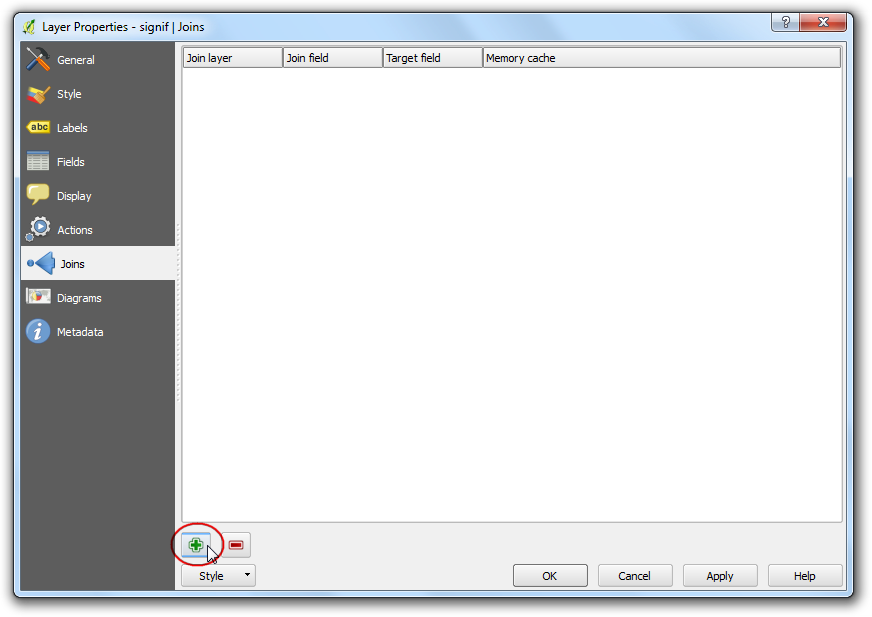 Layer Properties - signif | Joins
General
Style
abc Labels
Fields
Display
Actions
Joins
Diagrams
i Metadata
Join layer Join field Target field Memory cache
Style
OK Cancel Apply Help